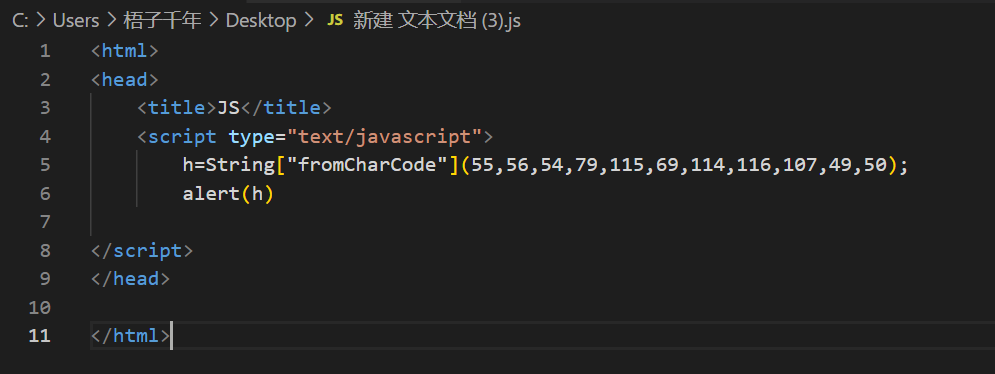 C: > Users > 梧子千年 > Desktop > JS 新建 文本文档 (3).js
1 <html>
2 <head>
3 <title>JS</title>
4 <script type="text/javascript">
5 h=String["fromCharCode"](55,56,54,79,115,69,114,116,107,49,50);
6 alert(h)
7
8 </script>
9 </head>
10
11 </html>